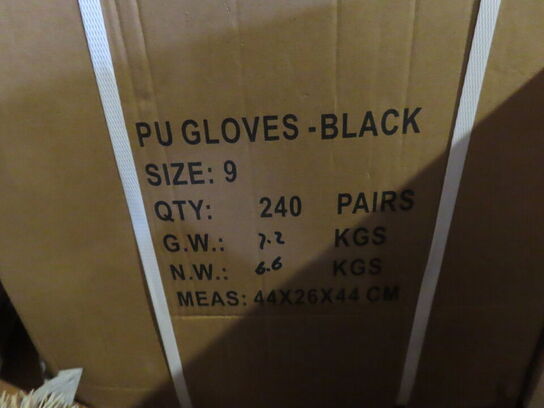 PU GLOVES - BLACK
SIZE: 9
QTY: 240 PAIRS
G.W.: 7.2 KGS
N.W.: 6.6 KGS
MEAS: 44X26X44 CM